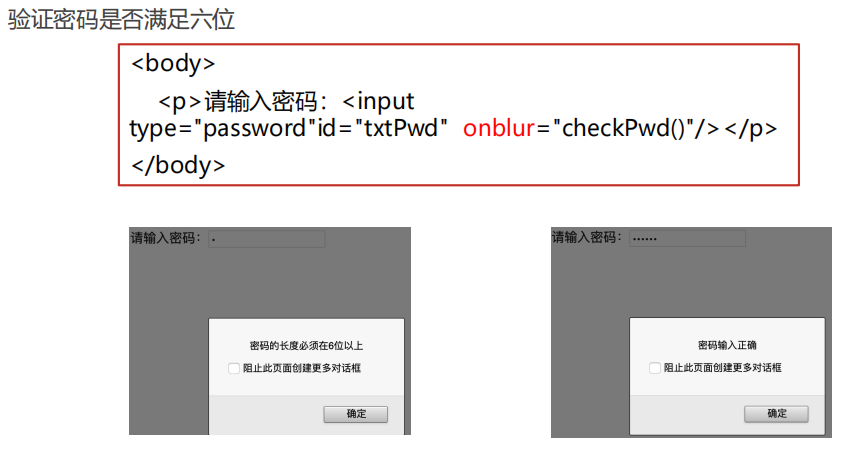 验证密码是否满足六位
<body>
<p>请输入密码：<input
type="password"id="txtPwd" onblur="checkPwd()"/></p>
</body>
请输入密码：
密码的长度必须在6位以上
阻止此页面创建更多对话框
确定
请输入密码：
密码输入正确
阻止此页面创建更多对话框
确定